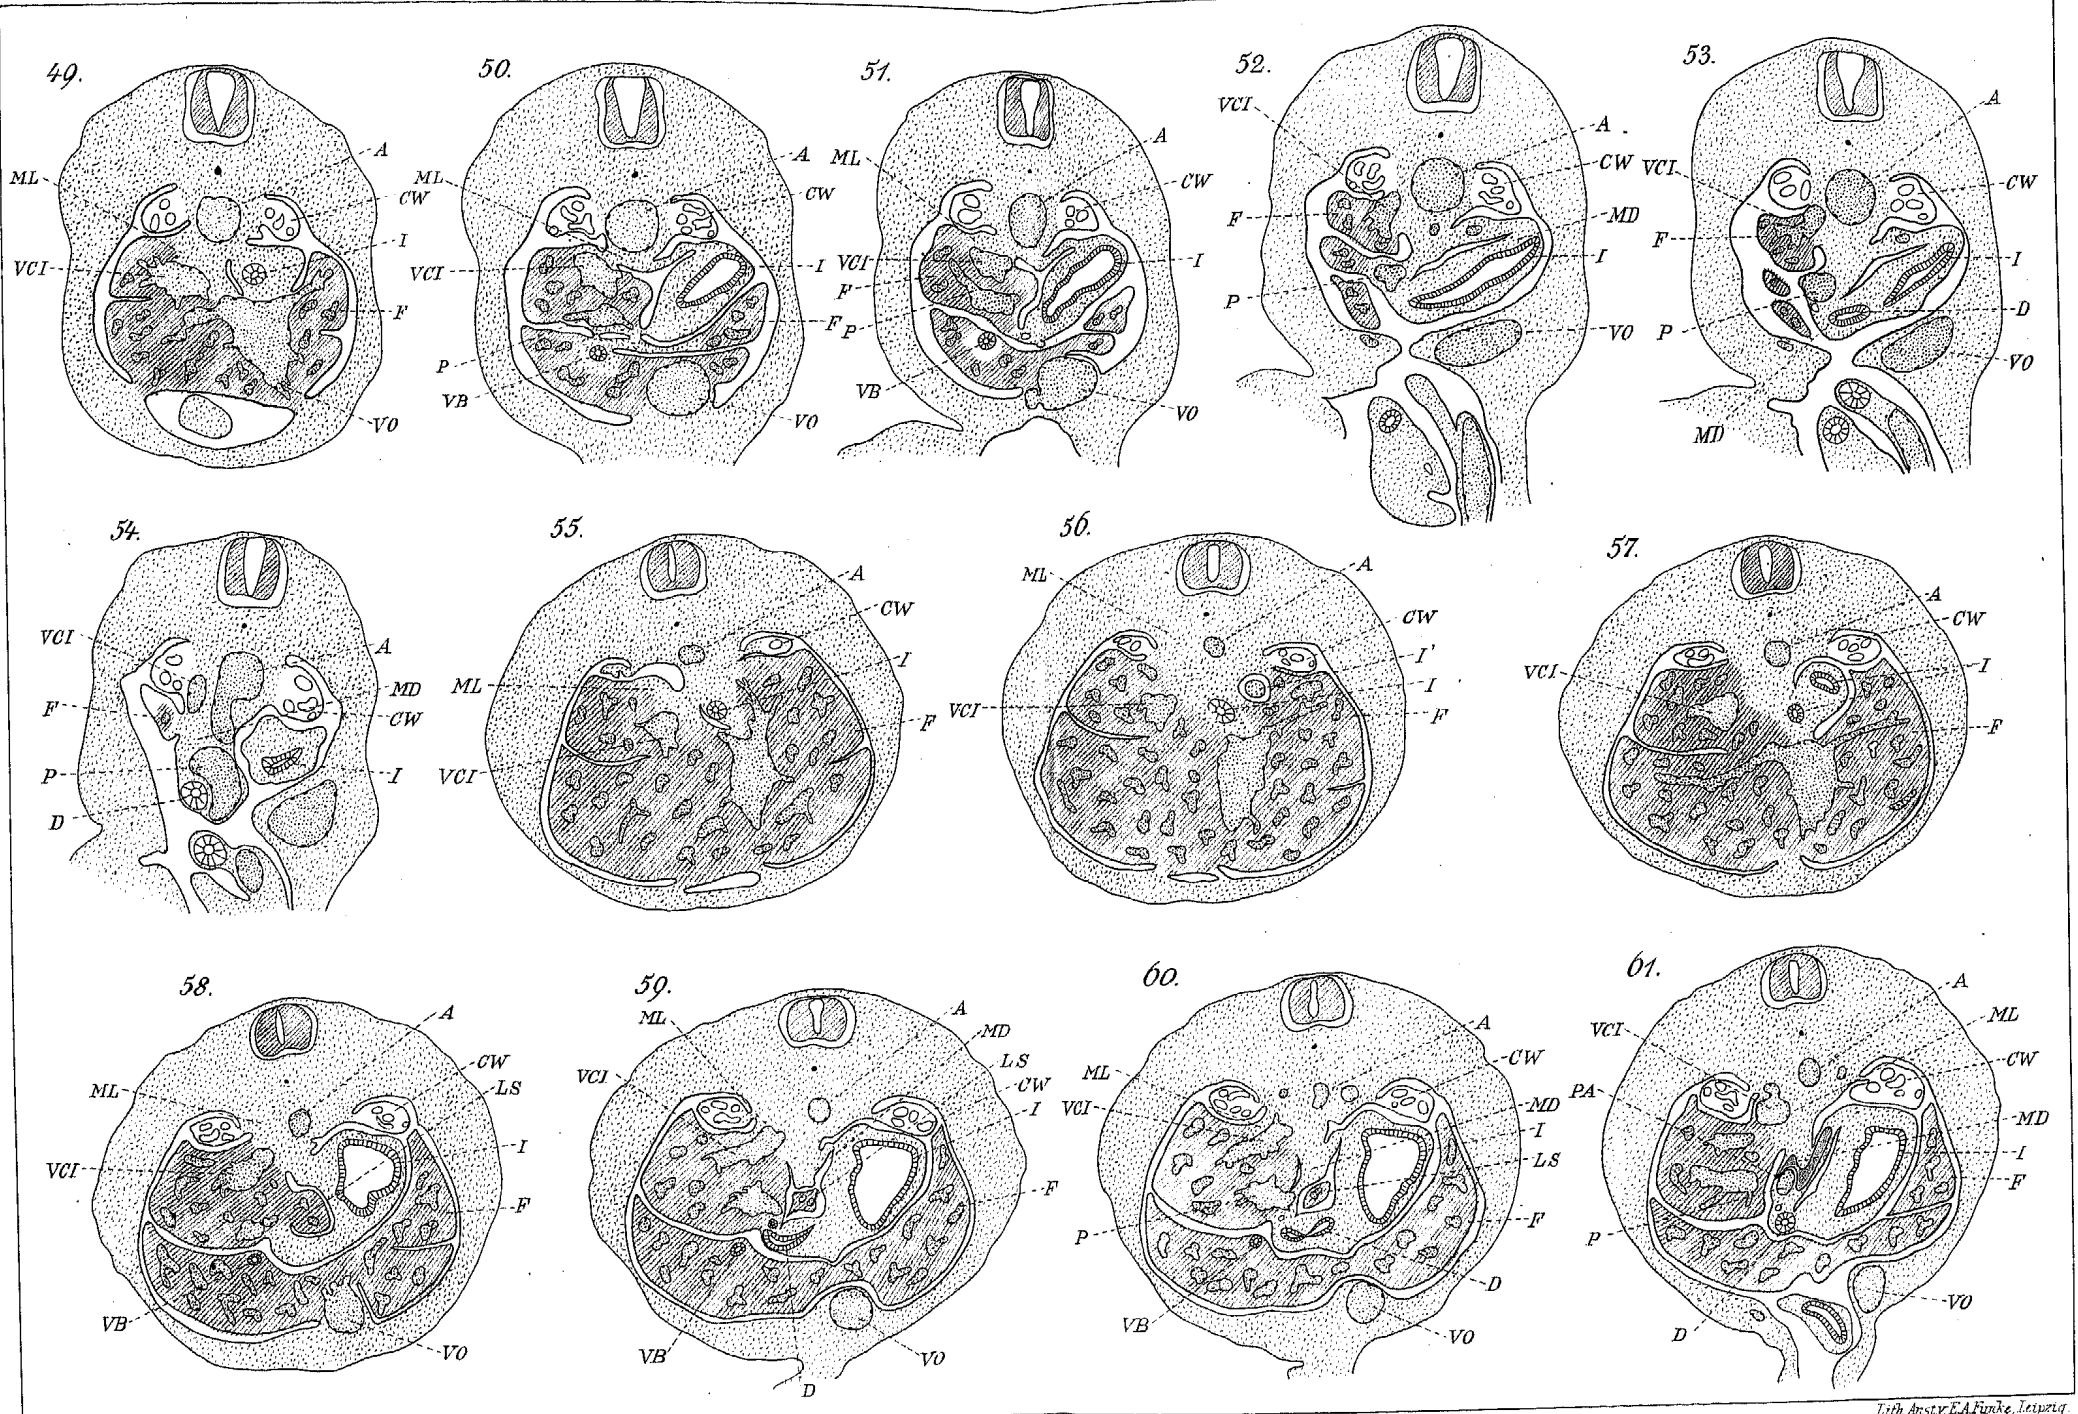 49.
A
ML
CW
I
VCI
F
VO
50.
A
ML
CW
VCI
I
F
P
VB
VO
51.
A
ML
CW
VCI
I
F
P
VB
VO
52.
VCI
A
CW
F
MD
I
P
VO
53.
A
VCI
CW
F
I
D
P
VO
MD
54.
VCI
A
F
MD
CW
P
I
D
55.
A
CW
I
ML
F
VCI
56.
ML
A
CW
I'
I
VCI
F
57.
A
CW
VCI
I
F
58.
A
CW
ML
LS
I
VCI
F
VB
VO
59.
ML
A
MD
LS
VCI
CW
I
F
VB
VO
D
60.
A
CW
ML
VCI
MD
I
LS
P
F
D
VB
VO
61.
A
ML
VCI
CW
PA
MD
I
F
P
VO
D
Lith. Anst. v. E. A. Funke, Leipzig.